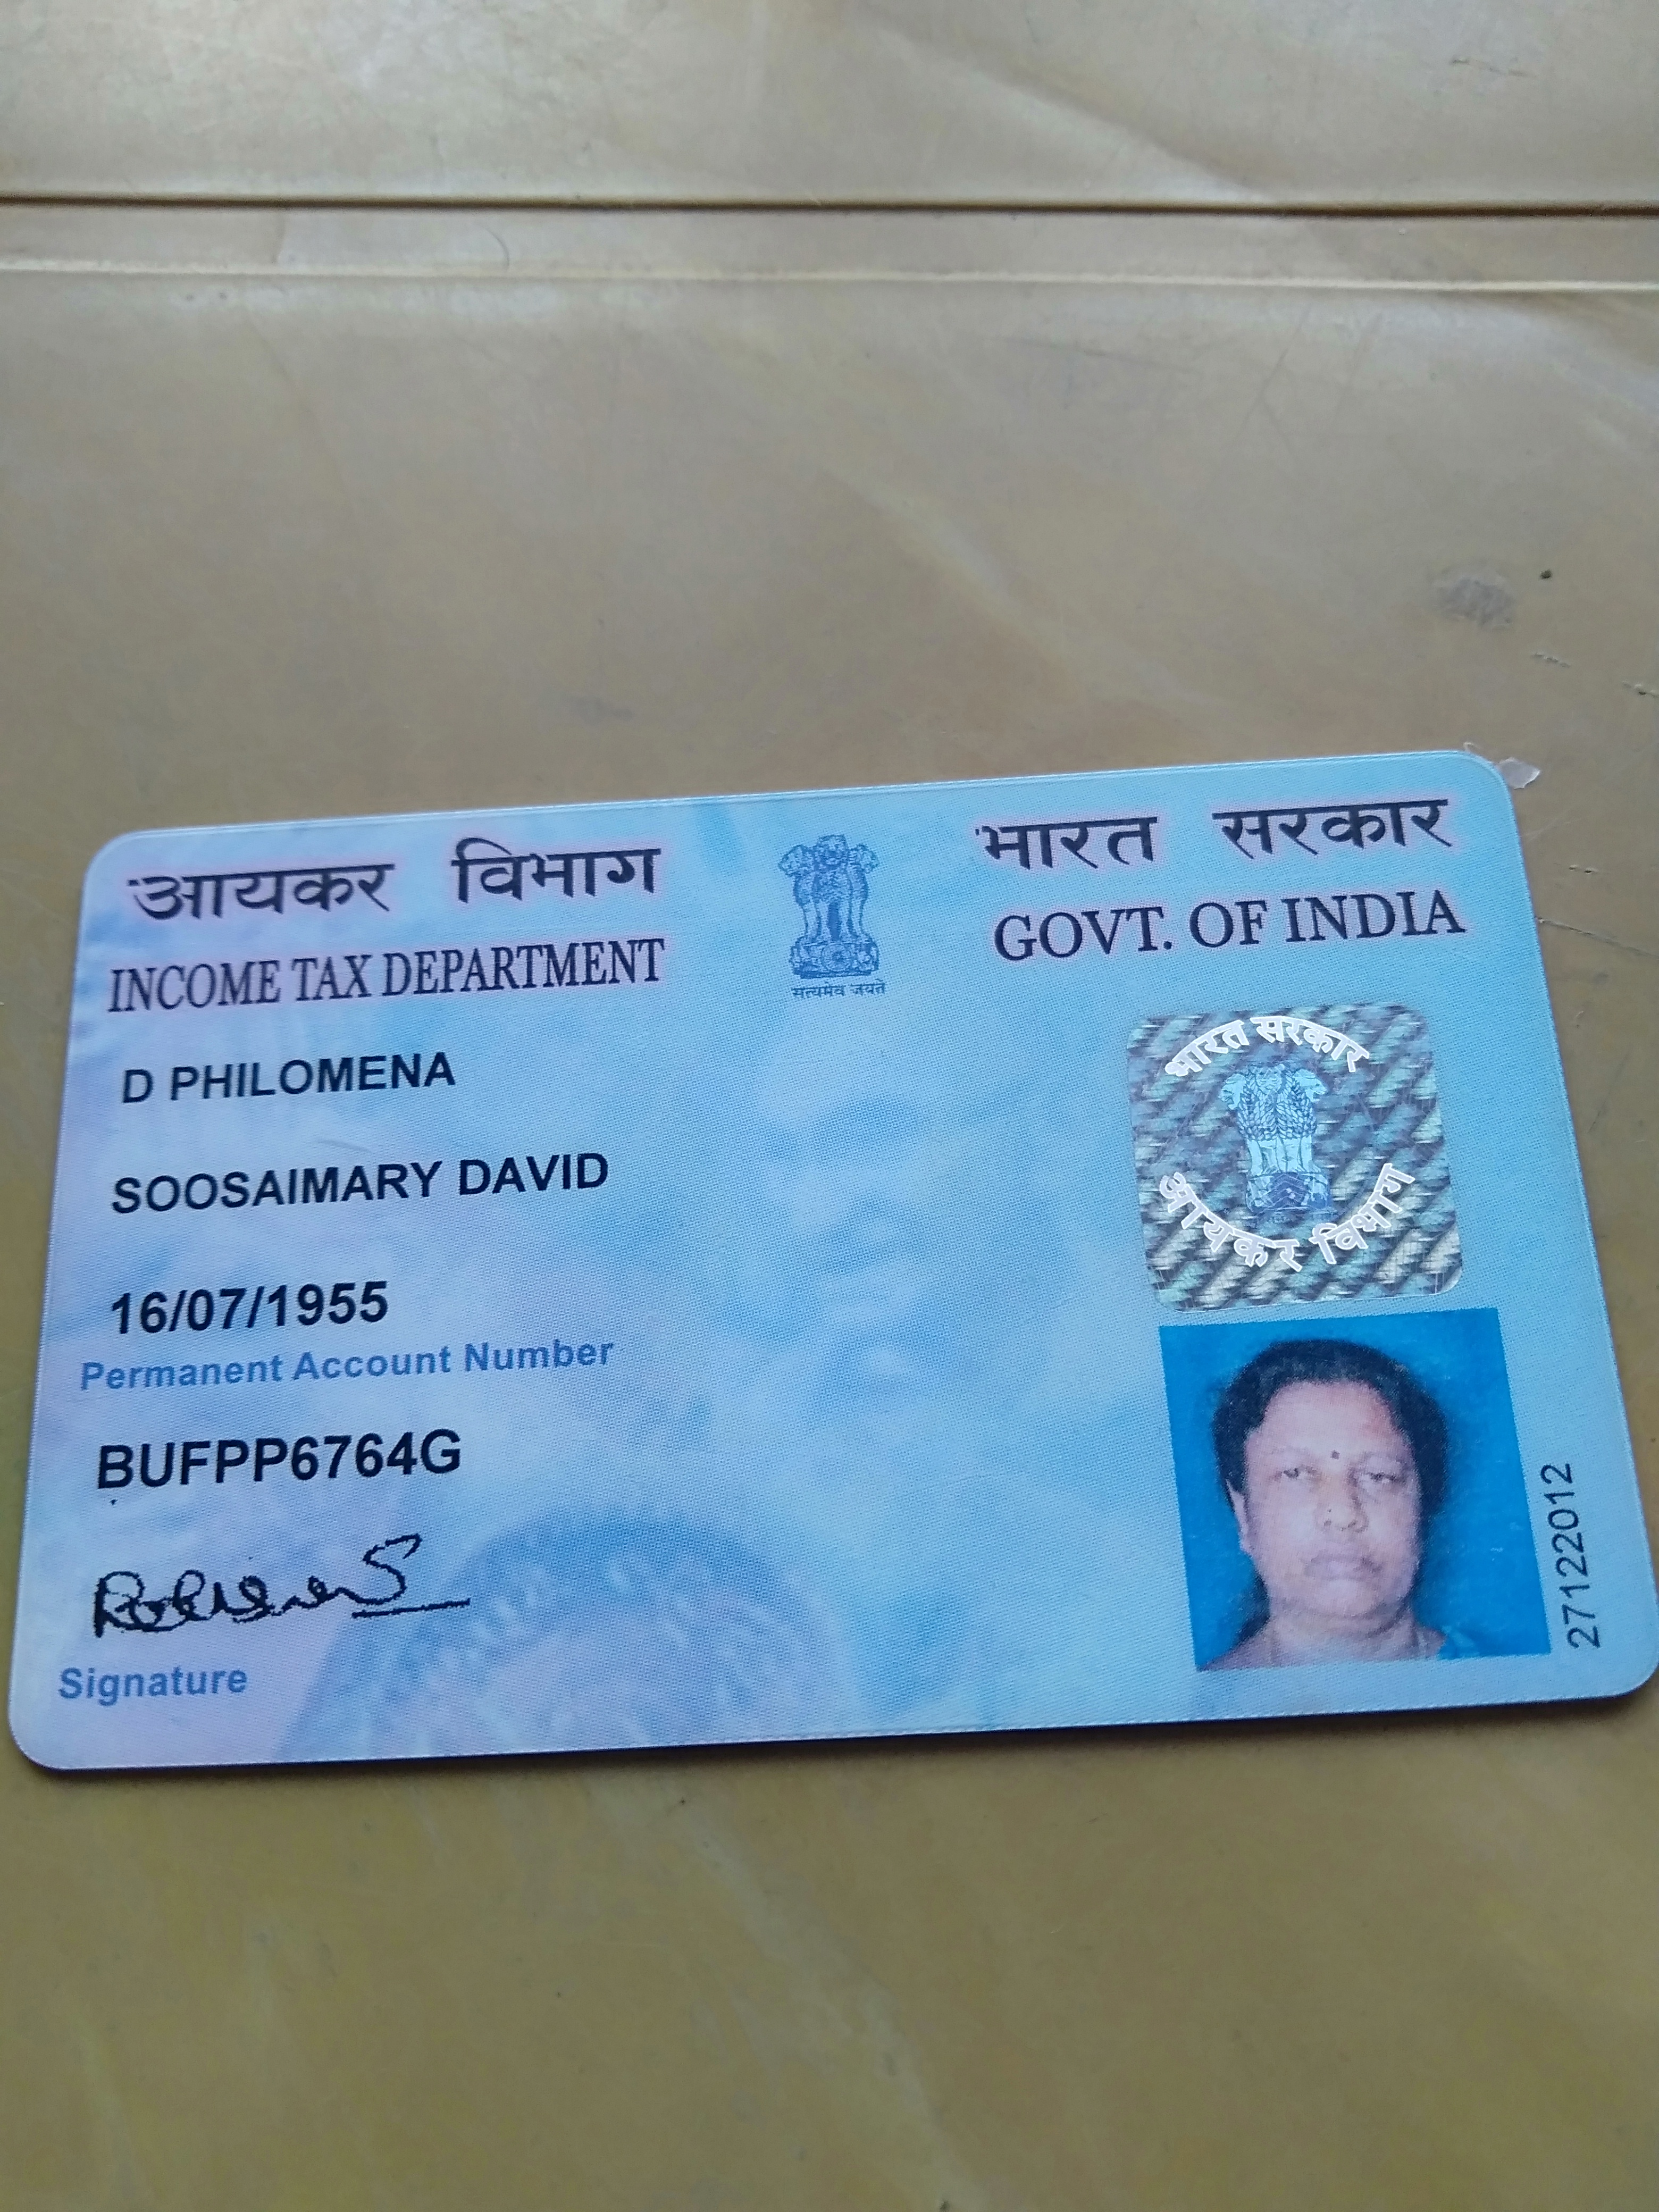 आयकर विभाग
INCOME TAX DEPARTMENT
सत्यमेव जयते
भारत सरकार
GOVT. OF INDIA
D PHILOMENA
SOOSAIMARY DAVID
16/07/1955
Permanent Account Number
BUFPP6764G
Signature
भारत सरकार
आयकर विभाग
27122012